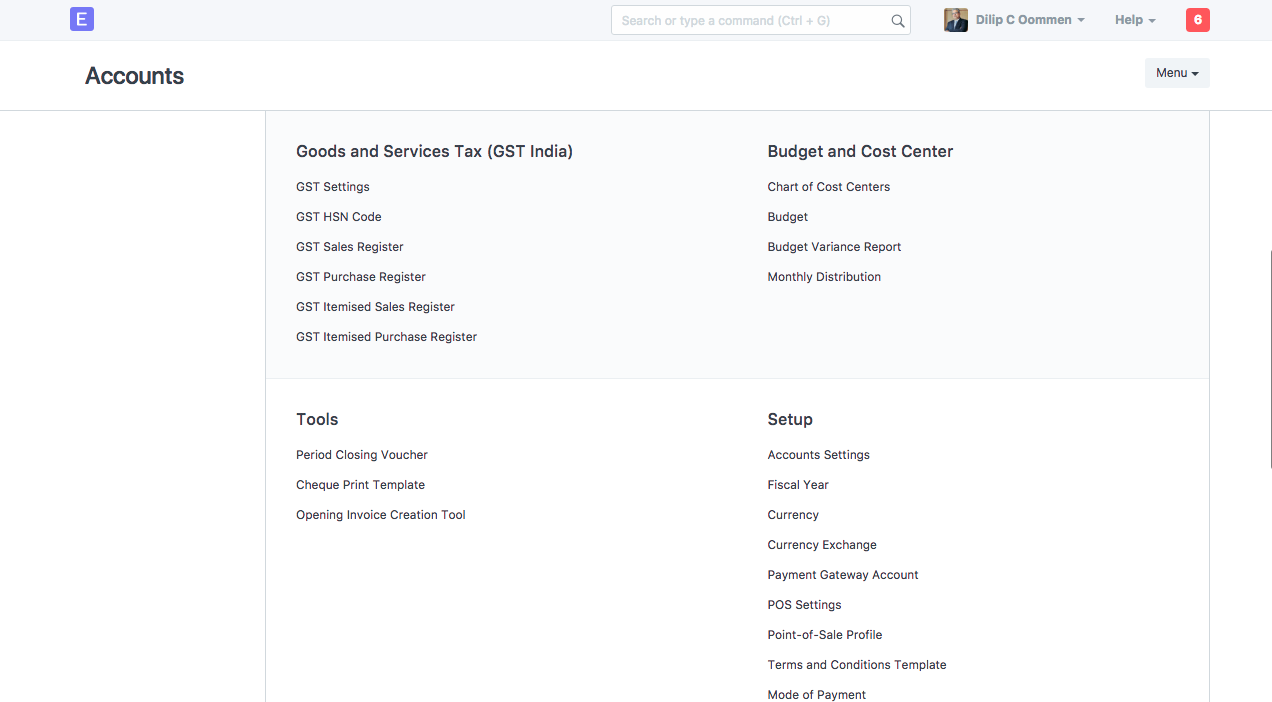 E
Search or type a command (Ctrl + G)
Dilip C Oommen
Help
6
Accounts
Menu
Goods and Services Tax (GST India)
GST Settings
GST HSN Code
GST Sales Register
GST Purchase Register
GST Itemised Sales Register
GST Itemised Purchase Register
Budget and Cost Center
Chart of Cost Centers
Budget
Budget Variance Report
Monthly Distribution
Tools
Period Closing Voucher
Cheque Print Template
Opening Invoice Creation Tool
Setup
Accounts Settings
Fiscal Year
Currency
Currency Exchange
Payment Gateway Account
POS Settings
Point-of-Sale Profile
Terms and Conditions Template
Mode of Payment